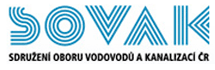 SOVAK
SDRUŽENÍ OBORU VODOVODŮ A KANALIZACÍ ČR